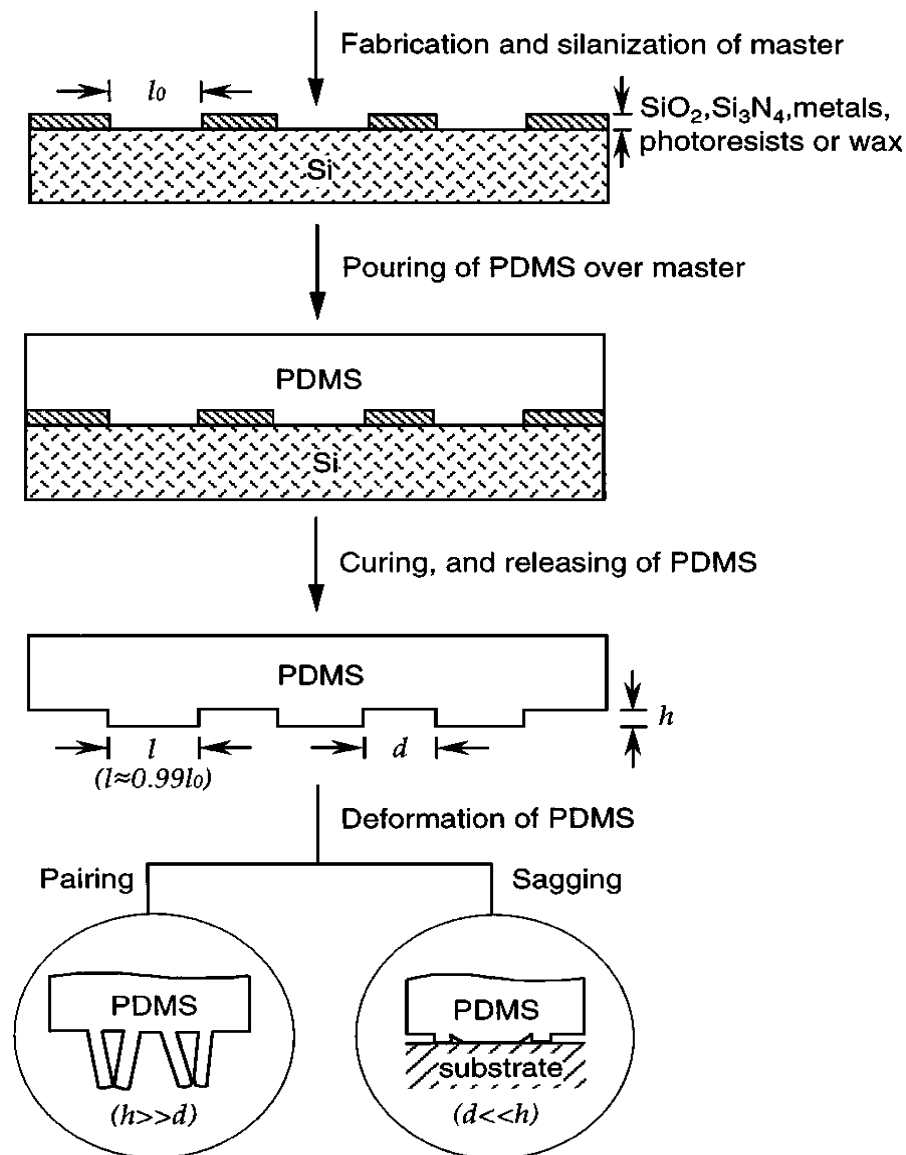 Fabrication and silanization of master
l₀
SiO₂,Si₃N₄,metals,
photoresists or wax
Si
Pouring of PDMS over master
PDMS
Si
Curing, and releasing of PDMS
PDMS
h
l
d
(l≈0.99l₀)
Deformation of PDMS
Pairing
Sagging
PDMS
PDMS
substrate
(h>>d)
(d<<h)